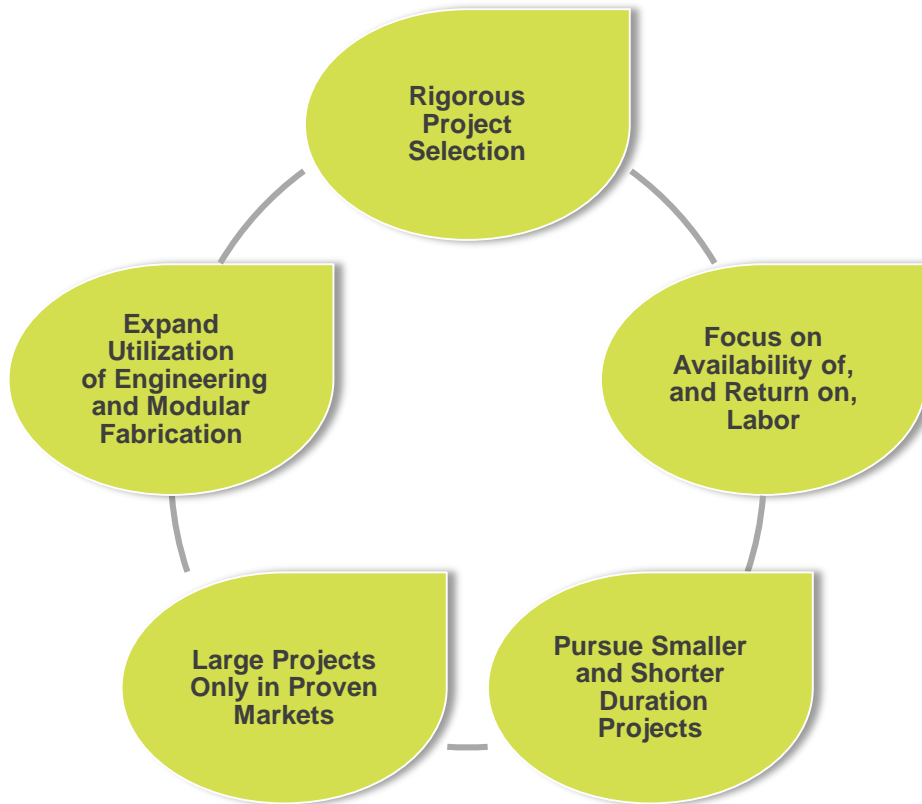 Rigorous
Project
Selection
Focus on
Availability of,
and Return on,
Labor
Pursue Smaller
and Shorter
Duration
Projects
Large Projects
Only in Proven
Markets
Expand
Utilization
of Engineering
and Modular
Fabrication